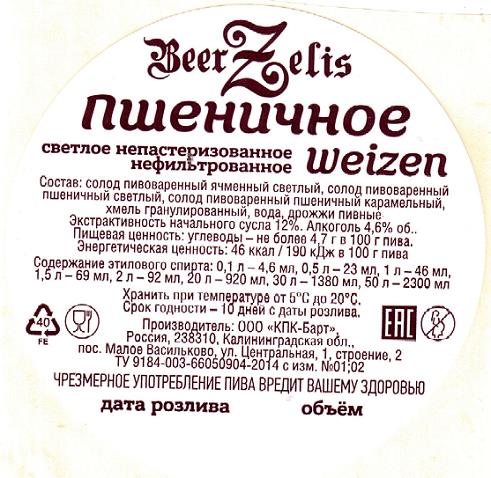 BeerZelis
пшеничное
светлое непастеризованное
нефильтрованное weizen
Состав: солод пивоваренный ячменный светлый, солод пивоваренный
пшеничный светлый, солод пивоваренный пшеничный карамельный,
хмель гранулированный, вода, дрожжи пивные
Экстрактивность начального сусла 12%. Алкоголь 4,6% об..
Пищевая ценность: углеводы – не более 4,7 г в 100 г пива.
Энергетическая ценность: 46 ккал / 190 кДж в 100 г пива
Содержание этилового спирта: 0,1 л – 4,6 мл, 0,5 л – 23 мл, 1 л – 46 мл,
1,5 л – 69 мл, 2 л – 92 мл, 20 л – 920 мл, 30 л – 1380 мл, 50 л – 2300 мл
Хранить при температуре от 5°С до 20°С.
Срок годности – 10 дней с даты розлива.
40
FE
Производитель: ООО «КПК-Барт»,
Россия, 238310, Калининградская обл.,
пос. Малое Васильково, ул. Центральная, 1, строение, 2
ТУ 9184-003-66050904-2014 с изм. №01;02
EAC
18
ЧРЕЗМЕРНОЕ УПОТРЕБЛЕНИЕ ПИВА ВРЕДИТ ВАШЕМУ ЗДОРОВЬЮ
дата розлива объём